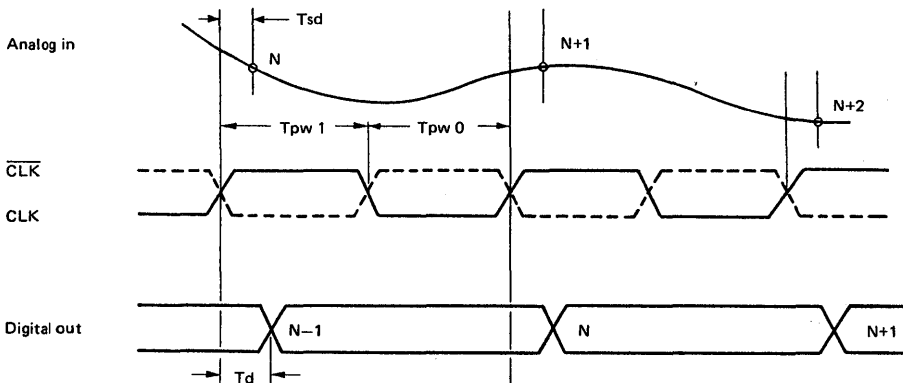 Tsd
Analog in
N
N+1
N+2
Tpw 1
Tpw 0
CLK
CLK
Digital out
N−1
N
N+1
Td